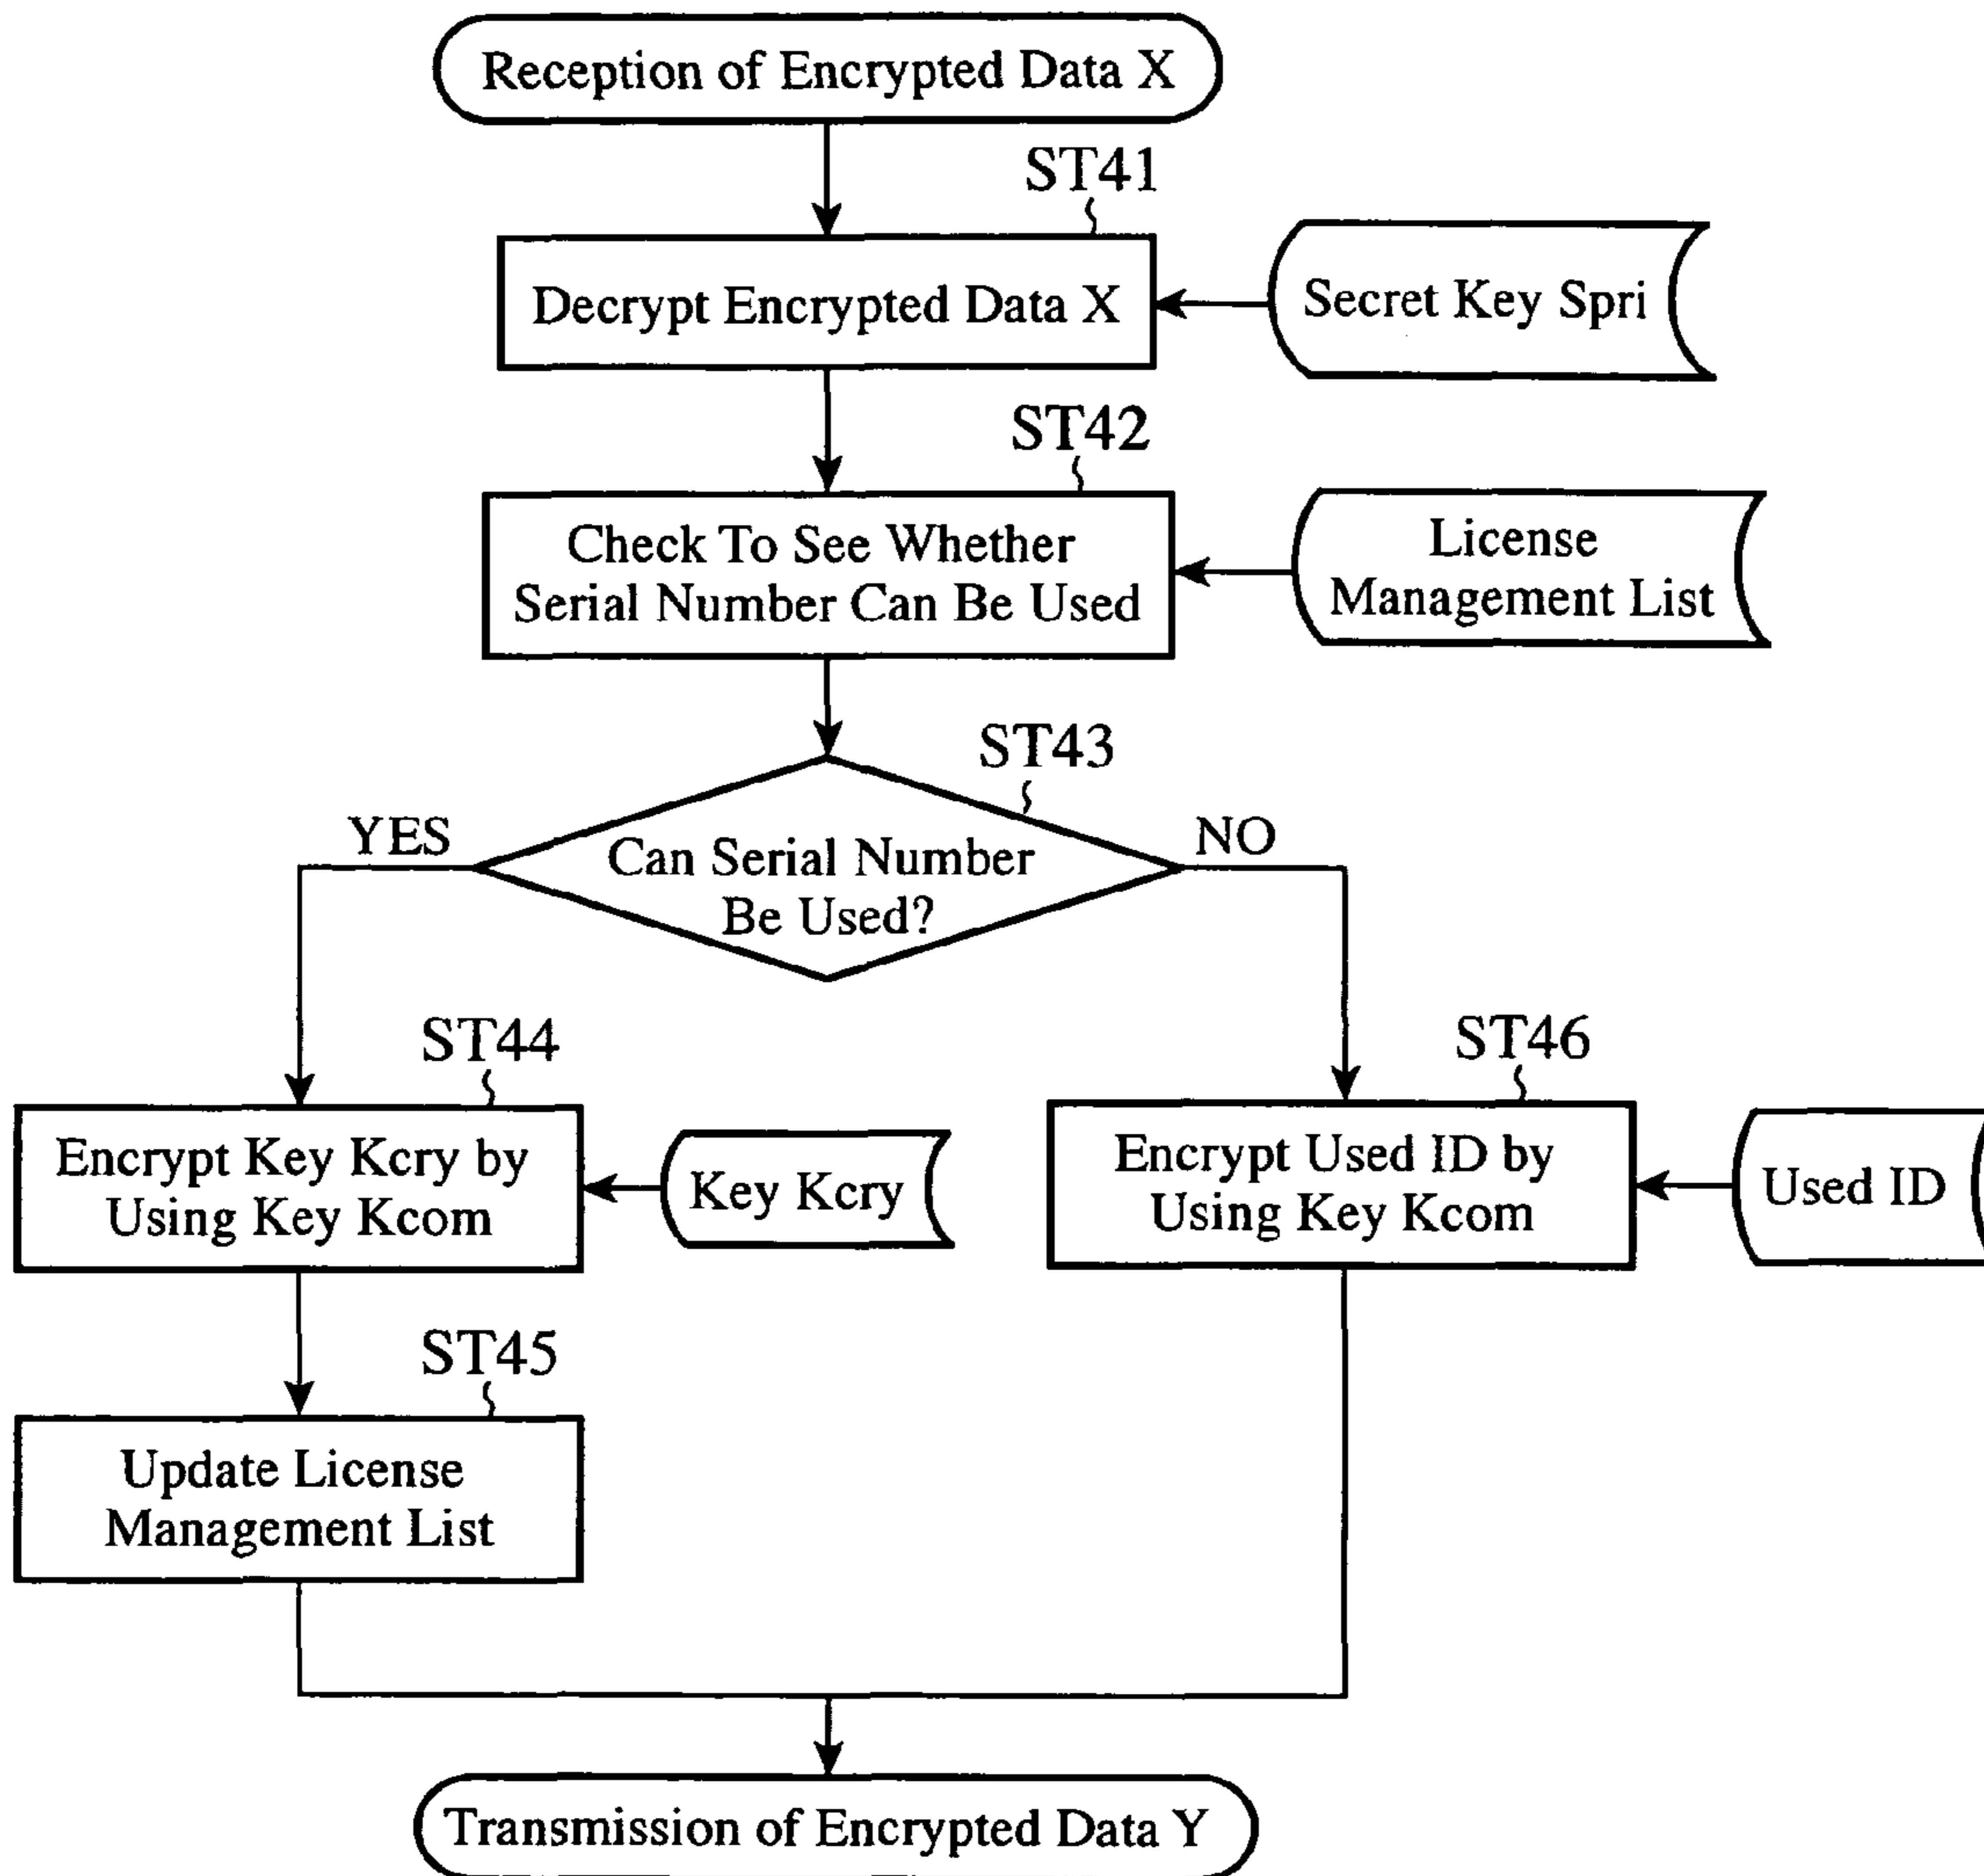 Reception of Encrypted Data X
ST41
Decrypt Encrypted Data X
Secret Key Spri
ST42
Check To See Whether
Serial Number Can Be Used
License
Management List
ST43
YES
Can Serial Number
Be Used?
NO
ST44
Encrypt Key Kcry by
Using Key Kcom
Key Kcry
ST46
Encrypt Used ID by
Using Key Kcom
Used ID
ST45
Update License
Management List
Transmission of Encrypted Data Y